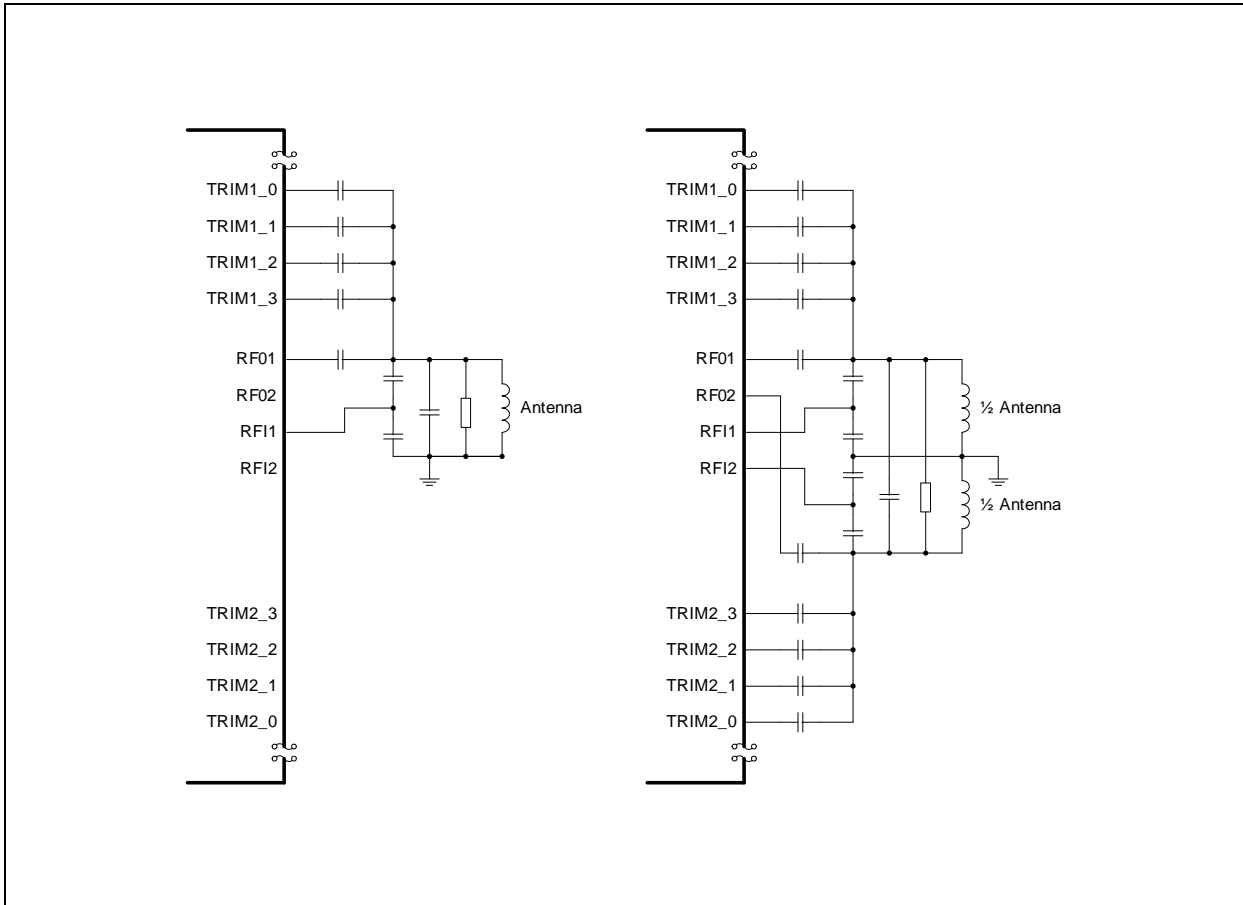 TRIM1_0
TRIM1_1
TRIM1_2
TRIM1_3
RF01
RF02
RFI1
RFI2
TRIM2_3
TRIM2_2
TRIM2_1
TRIM2_0
Antenna
TRIM1_0
TRIM1_1
TRIM1_2
TRIM1_3
RF01
RF02
RFI1
RFI2
TRIM2_3
TRIM2_2
TRIM2_1
TRIM2_0
½ Antenna
½ Antenna